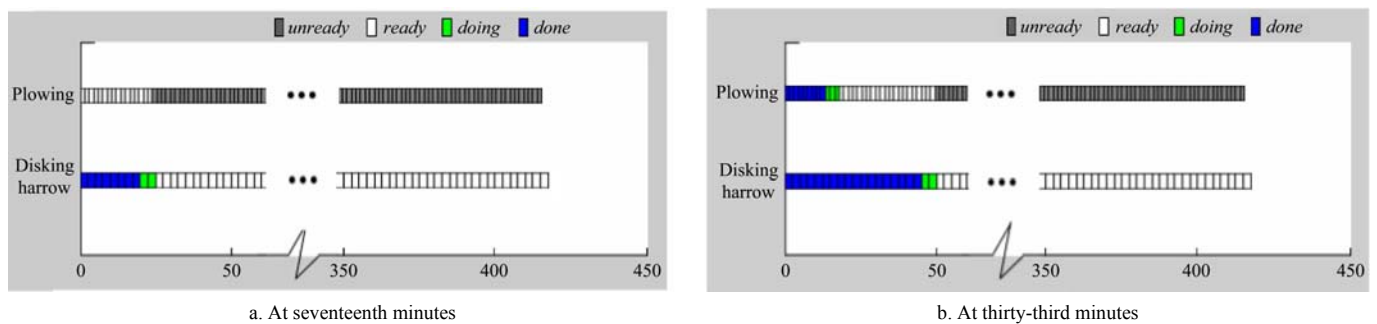 unready ready doing done
Plowing
Disking
harrow
0 50 350 400 450
a. At seventeenth minutes
unready ready doing done
Plowing
Disking
harrow
0 50 350 400 450
b. At thirty-third minutes